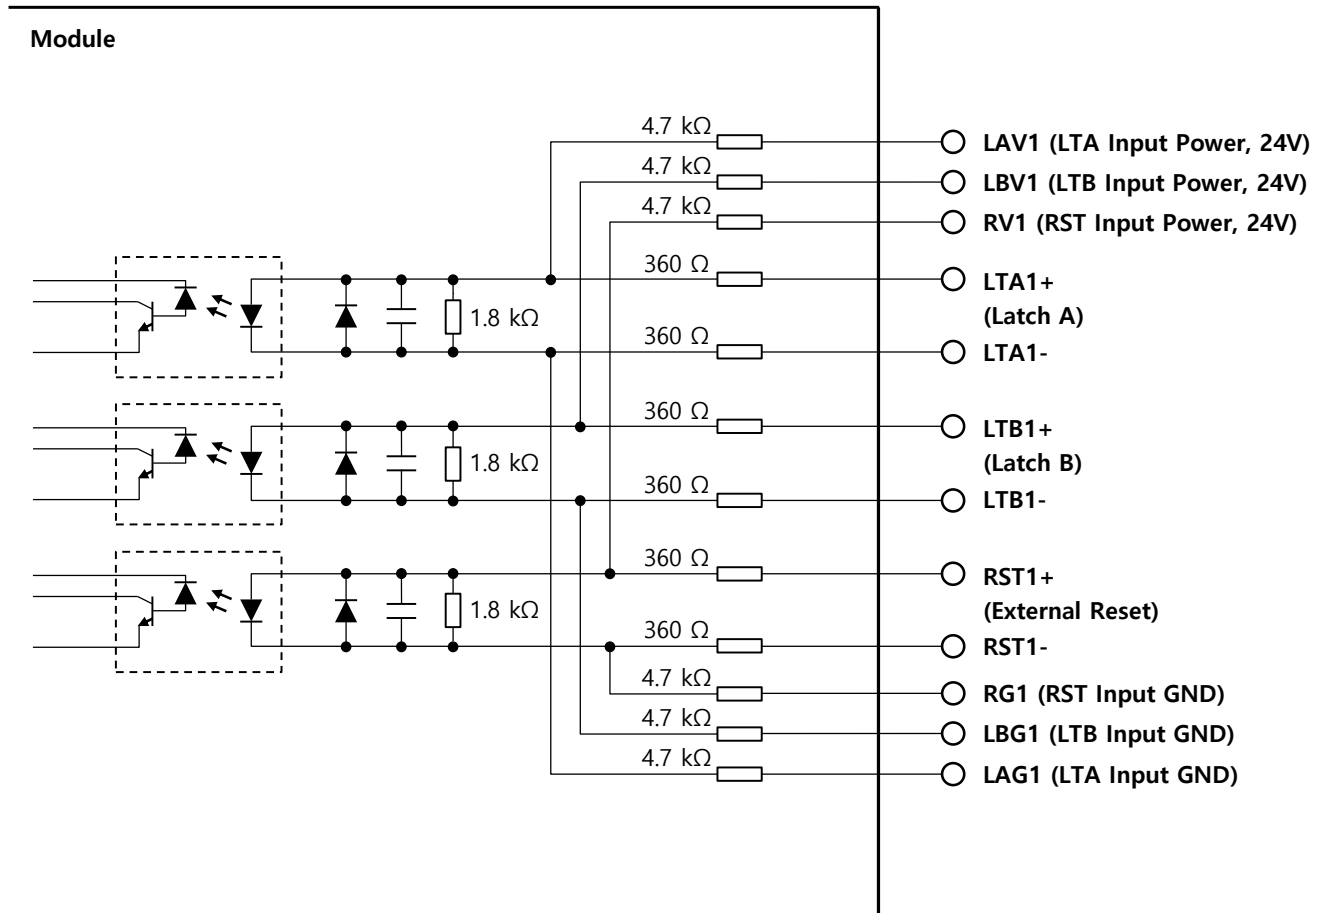 Module
4.7 kΩ
LAV1 (LTA Input Power, 24V)
4.7 kΩ
LBV1 (LTB Input Power, 24V)
4.7 kΩ
RV1 (RST Input Power, 24V)
360 Ω
LTA1+
(Latch A)
1.8 kΩ
360 Ω
LTA1-
360 Ω
LTB1+
(Latch B)
1.8 kΩ
360 Ω
LTB1-
360 Ω
RST1+
(External Reset)
1.8 kΩ
360 Ω
RST1-
4.7 kΩ
RG1 (RST Input GND)
4.7 kΩ
LBG1 (LTB Input GND)
4.7 kΩ
LAG1 (LTA Input GND)